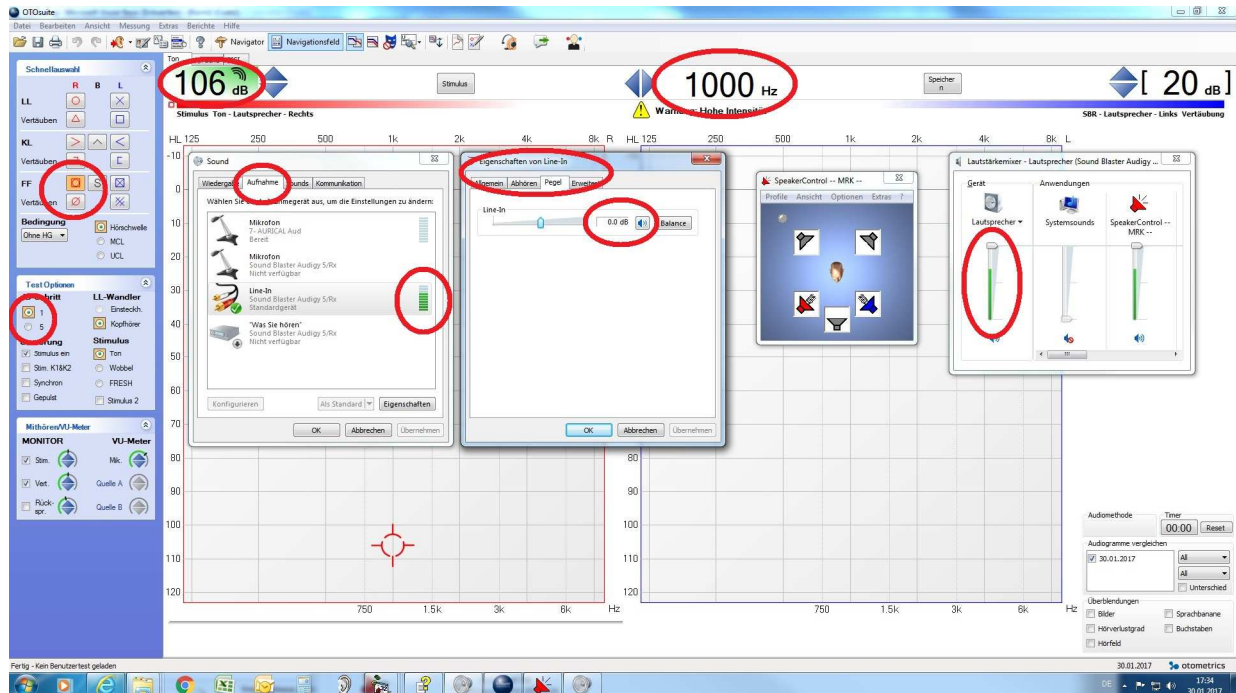 OTOsuite
Datei Bearbeiten Ansicht Messung Extras Berichte Hilfe
Navigator Navigationsfeld
Ton
106 dB
Stimulus
1000 Hz
Speicher
n
[ 20 dB ]
Stimulus Ton - Lautsprecher - Rechts
Warnung: Hohe Intensität
SBR - Lautsprecher - Links Vertäubung
Schnellauswahl
R B L
LL
Vertäuben
KL
Vertäuben
FF S
Vertäuben
Bedingung
Ohne HG
Hörschwelle
MCL
UCL
Test Optionen
LL-Wandler
1 Einsteckh.
5 Kopfhörer
Stimulus
Stimulus ein Ton
Stim. K1&K2 Wobbel
Synchron FRESH
Gepulst Stimulus 2
Mithören/VU-Meter
MONITOR VU-Meter
Stim. Mik.
Vert. Quelle A
Rück-
spr. Quelle B
HL 125 250 500 1k 2k 4k 8k R
-10
0
10
20
30
40
50
60
70
80
90
100
110
120
750 1.5k 3k 6k Hz
HL 125 250 500 1k 2k 4k 8k L
80
90
100
110
120
750 1.5k 3k 6k Hz
Sound
Wiedergabe Aufnahme Sounds Kommunikation
Mikrofon
7- AURICAL Aud
Bereit
Mikrofon
Sound Blaster Audigy 5/Rx
Nicht verfügbar
Line-In
Sound Blaster Audigy 5/Rx
Standardgerät
"Was Sie hören"
Sound Blaster Audigy 5/Rx
Nicht verfügbar
Konfigurieren Als Standard Eigenschaften
OK Abbrechen Übernehmen
Eigenschaften von Line-In
Allgemein Abhören Pegel Erweitert
Line-In
0.0 dB Balance
OK Abbrechen Übernehmen
SpeakerControl -- MRK --
Profile Ansicht Optionen Extras ?
Lautstärkemixer - Lautsprecher (Sound Blaster Audigy ...
Gerät Anwendungen
Lautsprecher Systemsounds SpeakerControl --
MRK --
Audiomethode Timer
00:00 Reset
Audiogramme vergleichen
30.01.2017 All
All
Unterschied
Überblendungen
Bilder Sprachbanane
Hörverlustgrad Buchstaben
Hörfeld
Fertig - Kein Benutzertest geladen
30.01.2017 otometrics
DE 17:34
30.01.2017